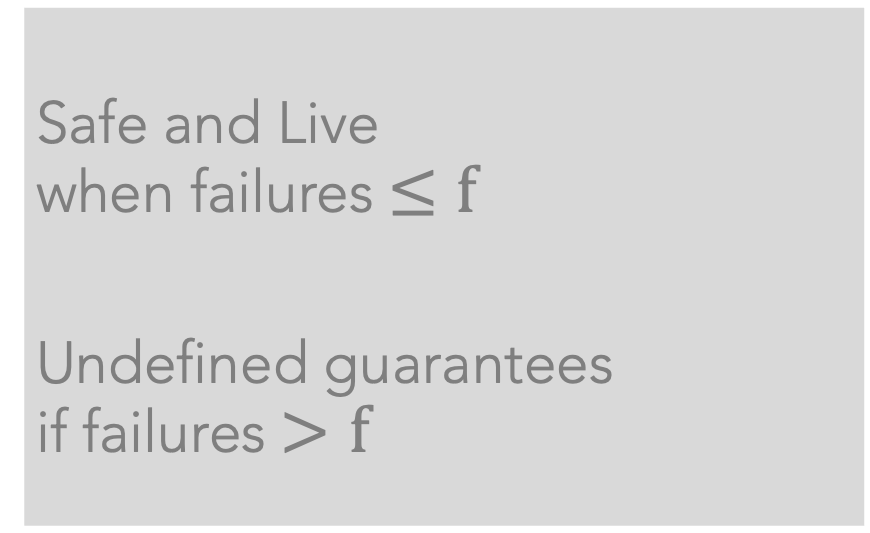 Safe and Live
when failures ≤ f
Undefined guarantees
if failures > f